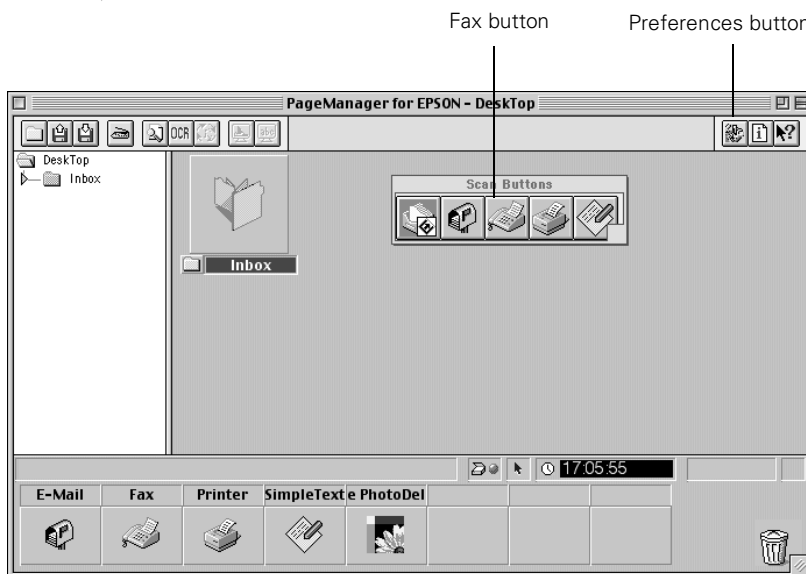 Fax button
Preferences button
PageManager for EPSON - DeskTop
OCR
abc
DeskTop
Inbox
Scan Buttons
Inbox
17:05:55
E-Mail Fax Printer SimpleText e PhotoDel